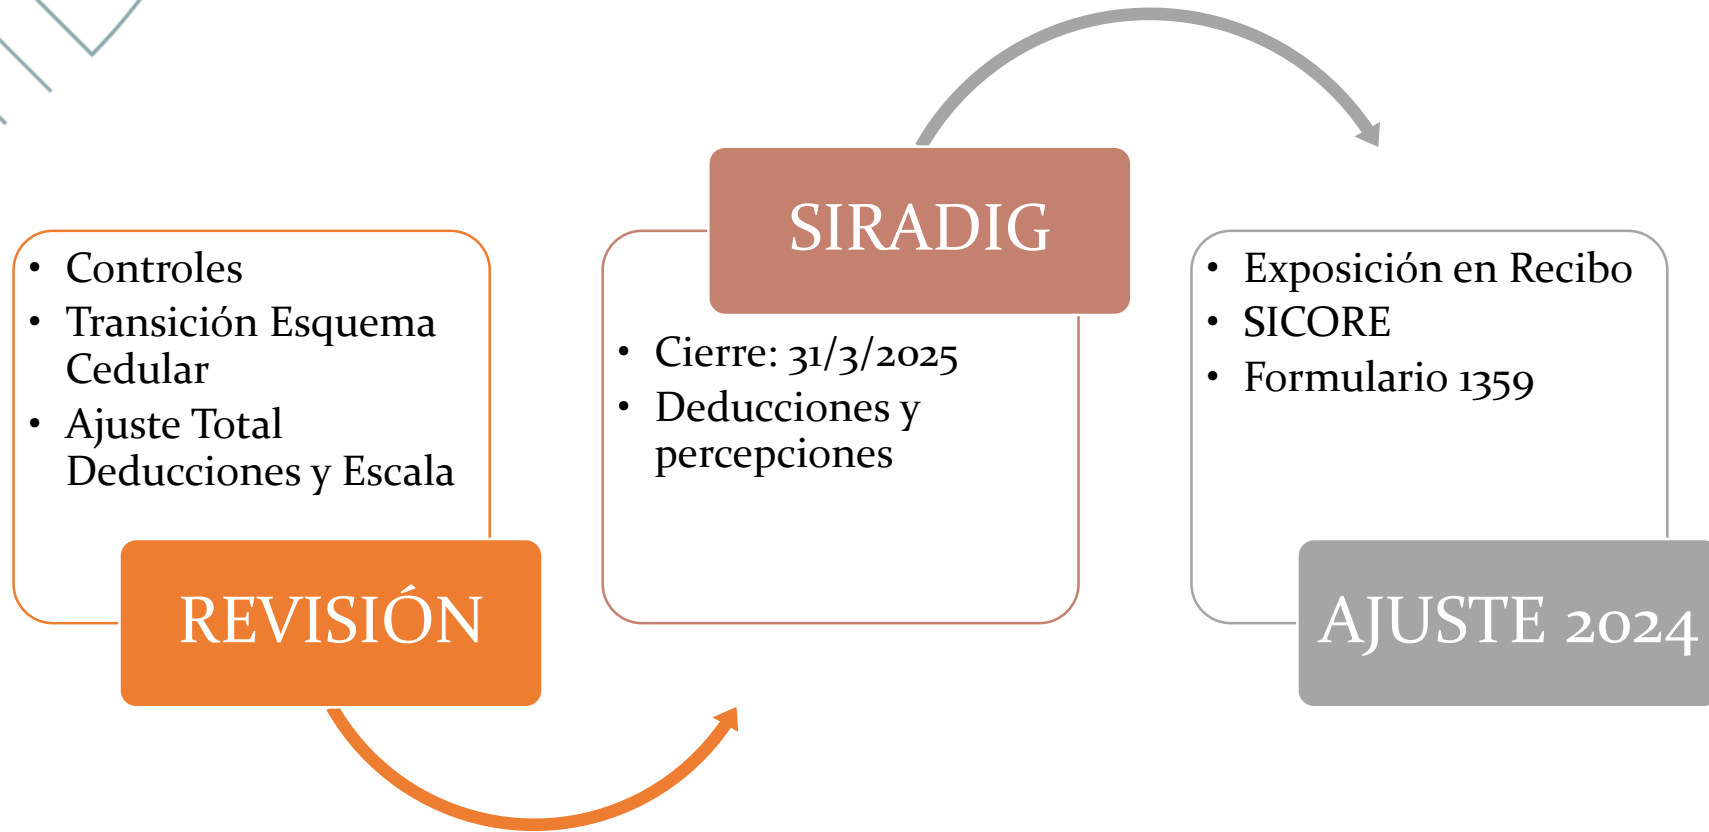 • Controles
• Transición Esquema
Cedular
• Ajuste Total
Deducciones y Escala
REVISIÓN
SIRADIG
• Cierre: 31/3/2025
• Deducciones y
percepciones
• Exposición en Recibo
• SICORE
• Formulario 1359
AJUSTE 2024